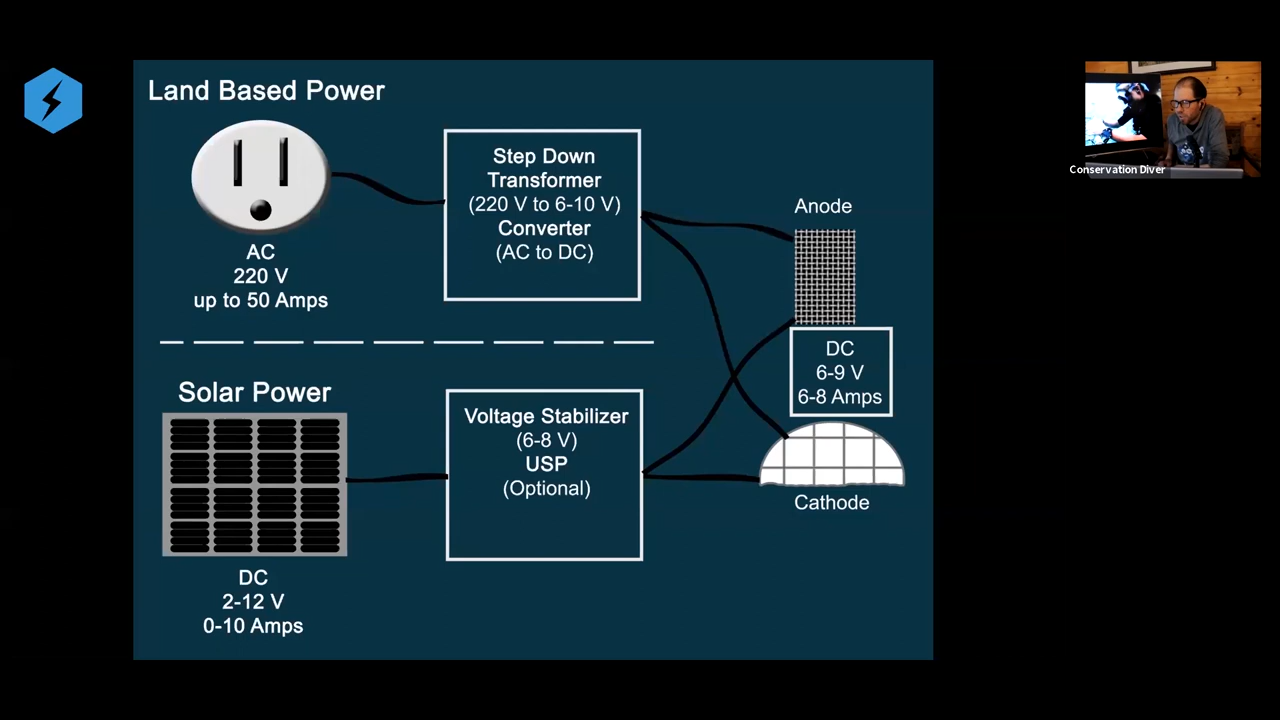 Land Based Power
AC
220 V
up to 50 Amps
Step Down
Transformer
(220 V to 6-10 V)
Converter
(AC to DC)
Anode
DC
6-9 V
6-8 Amps
Cathode
Solar Power
DC
2-12 V
0-10 Amps
Voltage Stabilizer
(6-8 V)
USP
(Optional)
Conservation Diver